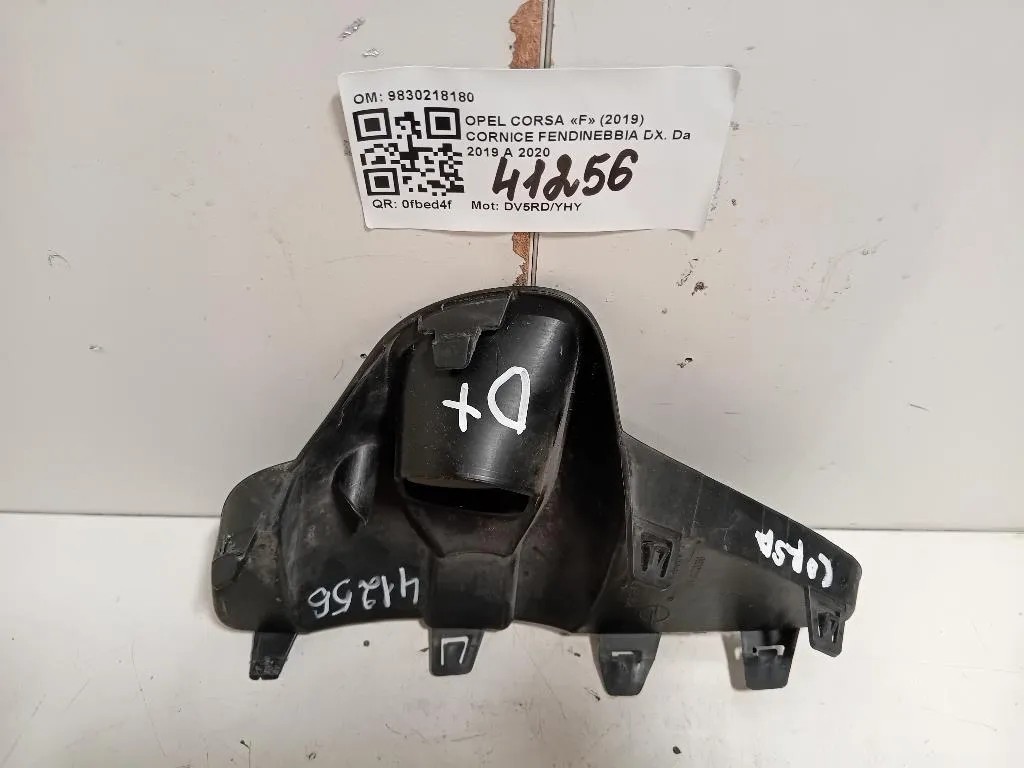 OM: 9830218180
OPEL CORSA «F» (2019)
CORNICE FENDINEBBIA DX. Da
2019 A 2020
41256
QR: 0fbed4f Mot: DV5RD/YHY
DX
CORSA
41256